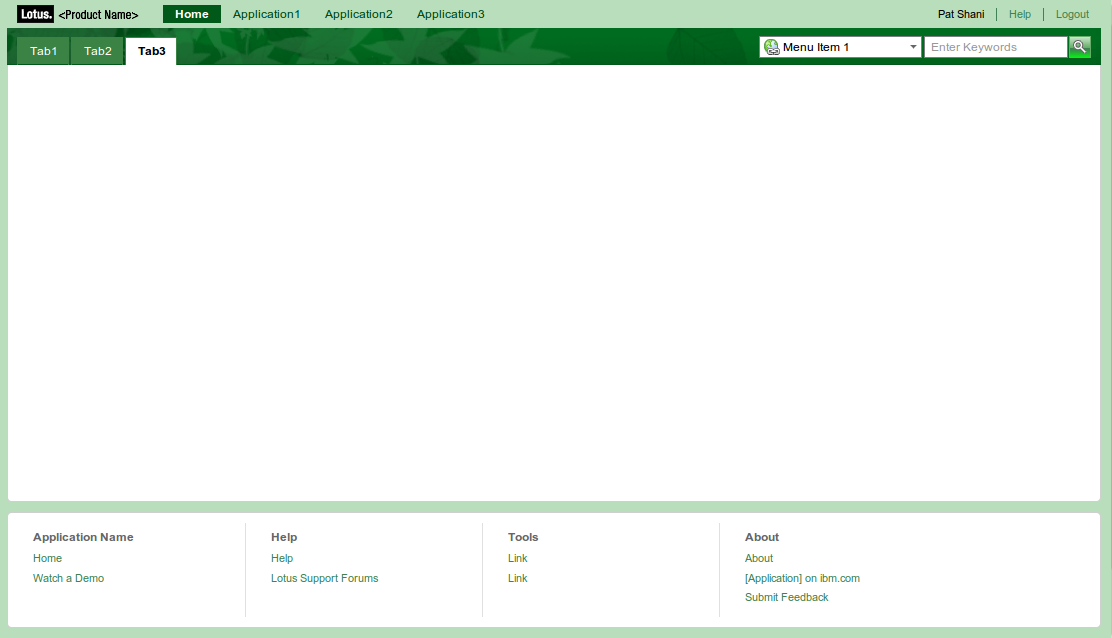 Lotus. <Product Name> Home Application1 Application2 Application3 Pat Shani Help Logout
Tab1 Tab2 Tab3 Menu Item 1 Enter Keywords
Application Name
Home
Watch a Demo
Help
Help
Lotus Support Forums
Tools
Link
Link
About
About
[Application] on ibm.com
Submit Feedback